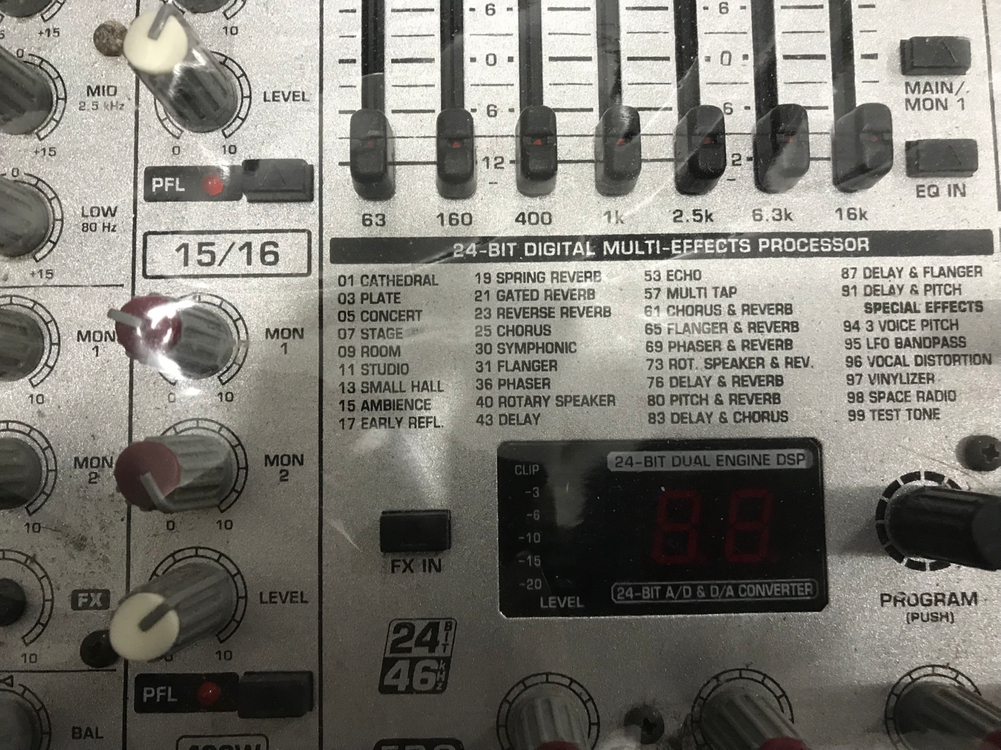 +15
10
6
6
0
0
0
MID
2.5 kHz
LEVEL
MAIN/
MON 1
6
6
+15
0
10
12
PFL
EQ IN
0
LOW
80 Hz
63
160
400
1k
2.5k
6.3k
16k
15/16
24-BIT DIGITAL MULTI-EFFECTS PROCESSOR
+15
01 CATHEDRAL
03 PLATE
05 CONCERT
07 STAGE
09 ROOM
11 STUDIO
13 SMALL HALL
15 AMBIENCE
17 EARLY REFL.
19 SPRING REVERB
21 GATED REVERB
23 REVERSE REVERB
25 CHORUS
30 SYMPHONIC
31 FLANGER
36 PHASER
40 ROTARY SPEAKER
43 DELAY
53 ECHO
57 MULTI TAP
61 CHORUS & REVERB
65 FLANGER & REVERB
69 PHASER & REVERB
73 ROT. SPEAKER & REV.
76 DELAY & REVERB
80 PITCH & REVERB
83 DELAY & CHORUS
87 DELAY & FLANGER
91 DELAY & PITCH
SPECIAL EFFECTS
94 3 VOICE PITCH
95 LFO BANDPASS
96 VOCAL DISTORTION
97 VINYLIZER
98 SPACE RADIO
99 TEST TONE
MON
1
MON
1
10
10
MON
2
MON
2
10
0
10
24-BIT DUAL ENGINE DSP
CLIP
-3
-6
-10
-15
-20
LEVEL
88
24-BIT A/D & D/A CONVERTER
FX IN
PROGRAM
(PUSH)
FX
LEVEL
10
0
10
24 BIT
46 kHz
PFL
BAL